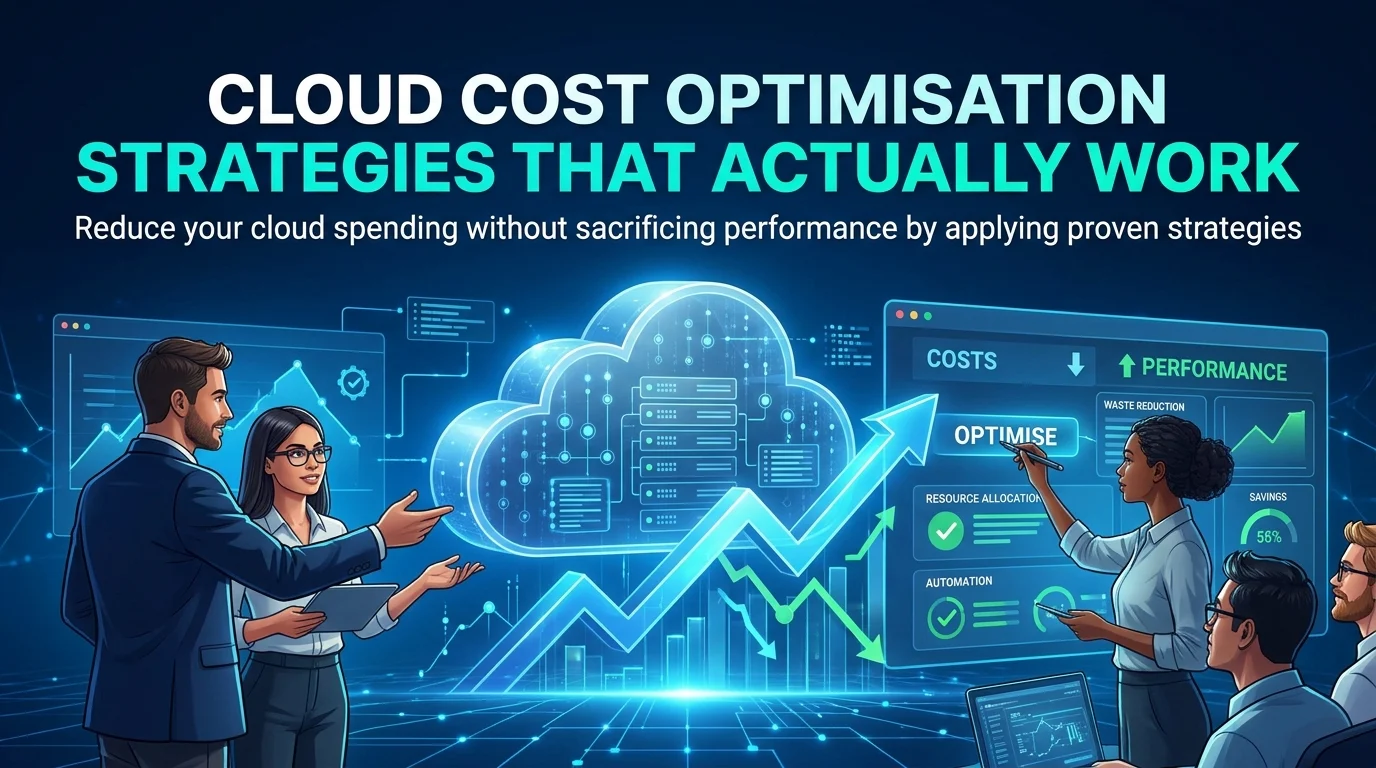 CLOUD COST OPTIMISATION
STRATEGIES THAT ACTUALLY WORK
Reduce your cloud spending without sacrificing performance by applying proven strategies
COSTS
PERFORMANCE
WASTE REDUCTION
OPTIMISE
RESOURCE ALLOCATION
SAVINGS
56%
AUTOMATION